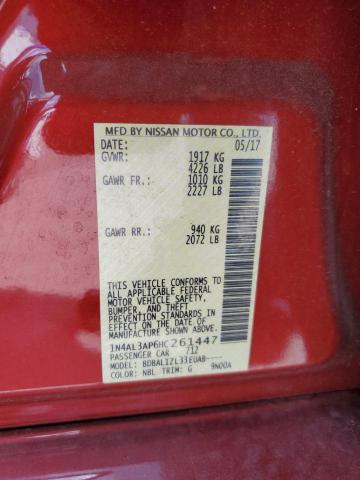 MFD BY NISSAN MOTOR CO., LTD.
DATE: 05/17
GVWR: 1917 KG
4226 LB
GAWR FR: 1010 KG
2227 LB
GAWR RR: 940 KG
2072 LB
THIS VEHICLE CONFORMS TO
ALL APPLICABLE FEDERAL
MOTOR VEHICLE SAFETY,
BUMPER, AND THEFT
PREVENTION STANDARDS IN
EFFECT ON THE DATE OF
MANUFACTURE SHOWN ABOVE.
1N4AL3AP6HC261447
PASSENGER CAR /12
MODEL: BDBALIZL33EUAB----
COLOR: NBL TRIM: G 9N00A